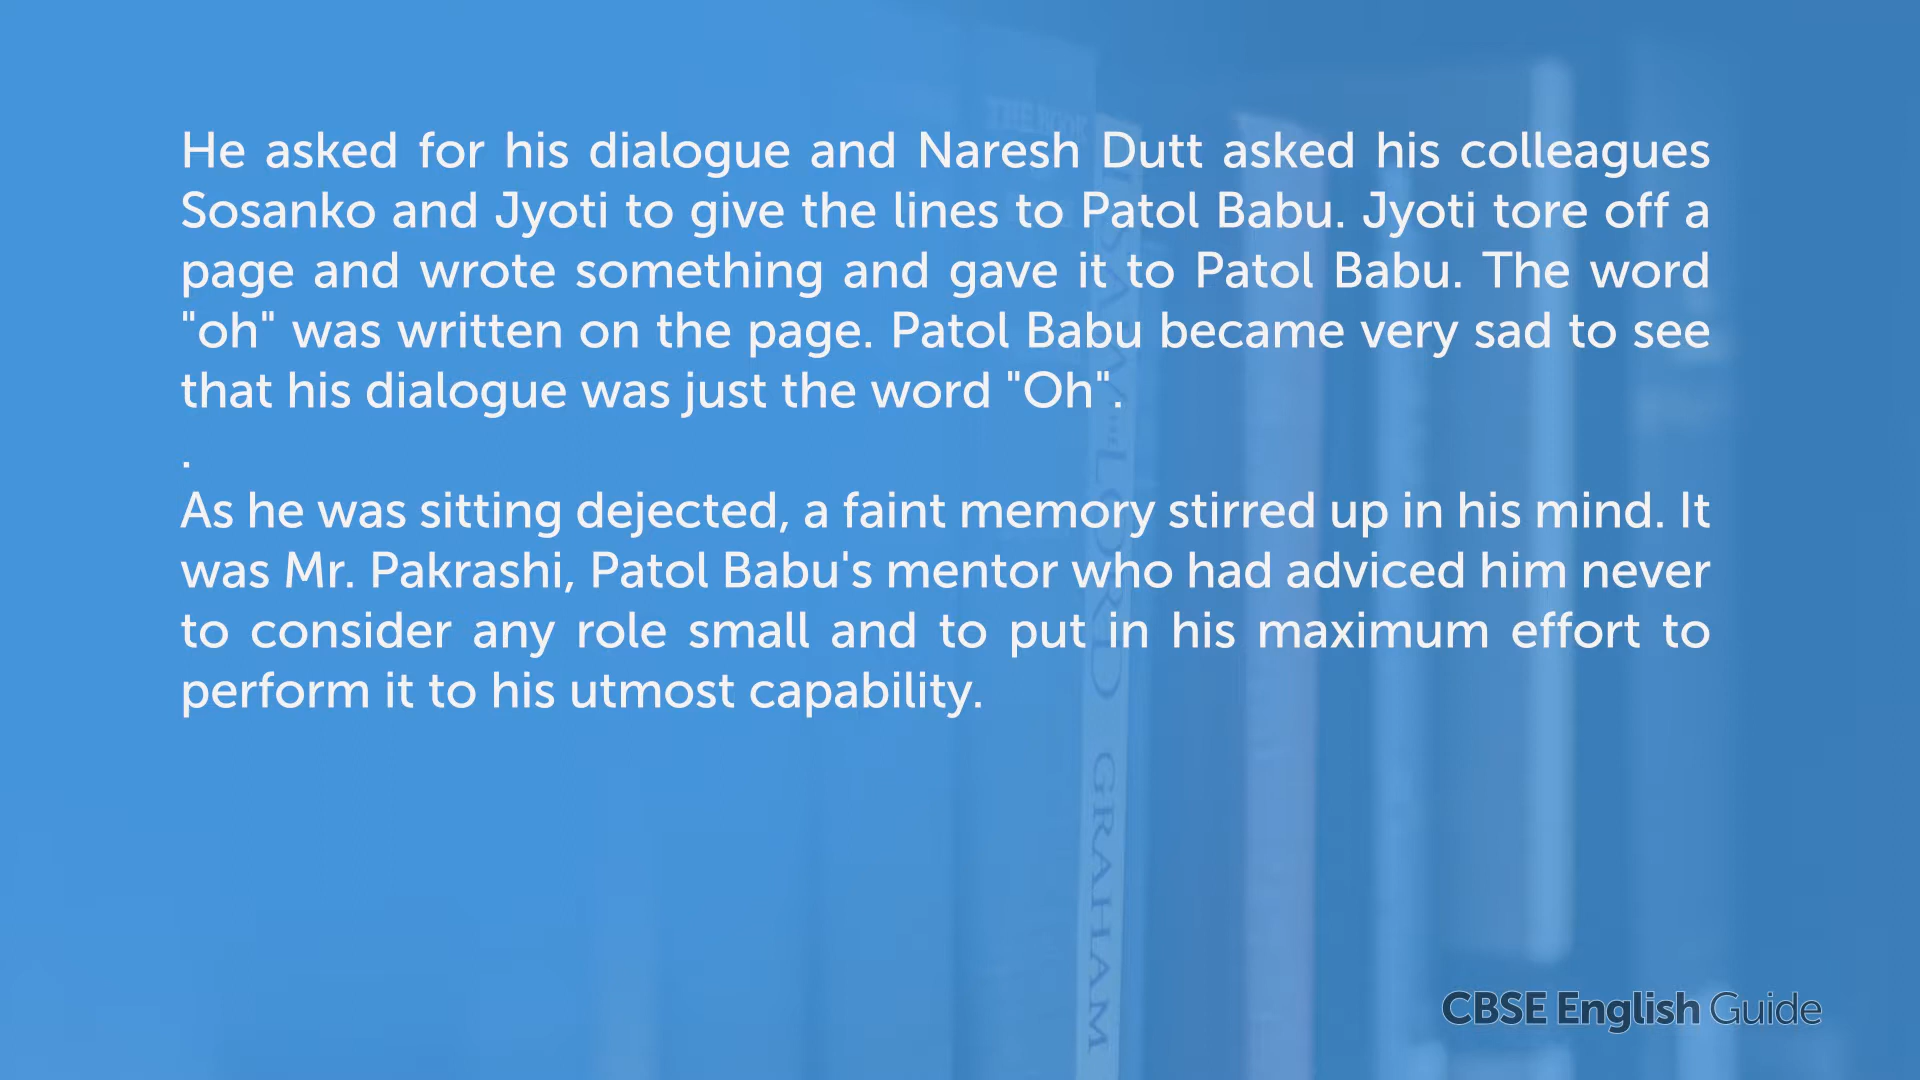 He asked for his dialogue and Naresh Dutt asked his colleagues
Sosanko and Jyoti to give the lines to Patol Babu. Jyoti tore off a
page and wrote something and gave it to Patol Babu. The word
"oh" was written on the page. Patol Babu became very sad to see
that his dialogue was just the word "Oh".
.
As he was sitting dejected, a faint memory stirred up in his mind. It
was Mr. Pakrashi, Patol Babu's mentor who had adviced him never
to consider any role small and to put in his maximum effort to
perform it to his utmost capability.
LORD GRAHAM
CBSE English Guide